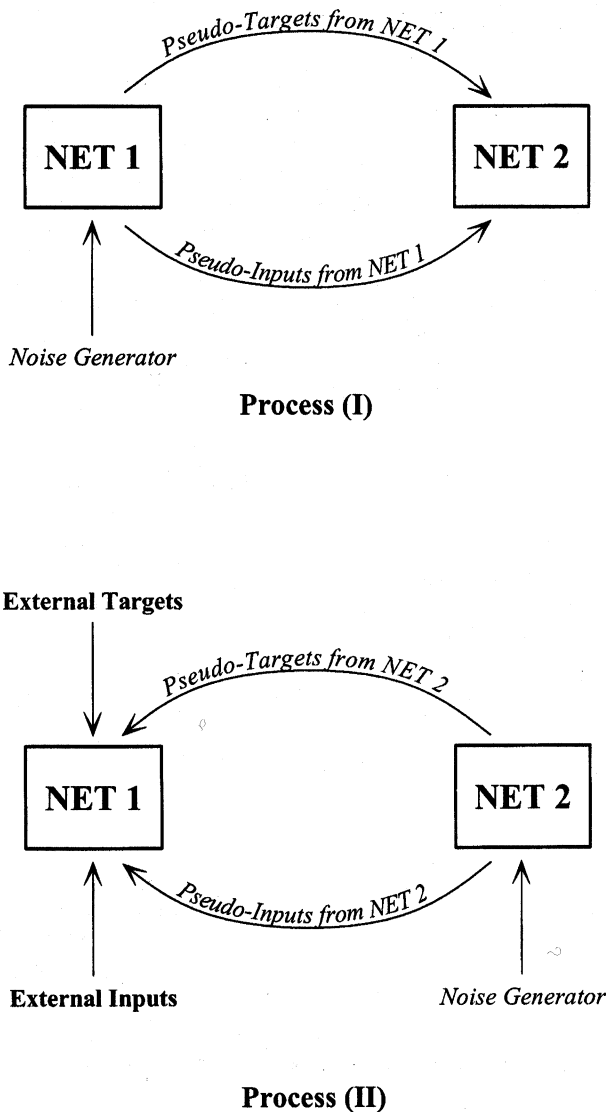 Pseudo-Targets from NET 1
NET 1
NET 2
Pseudo-Inputs from NET 1
Noise Generator
Process (I)
External Targets
Pseudo-Targets from NET 2
NET 1
NET 2
Pseudo-Inputs from NET 2
External Inputs
Noise Generator
Process (II)